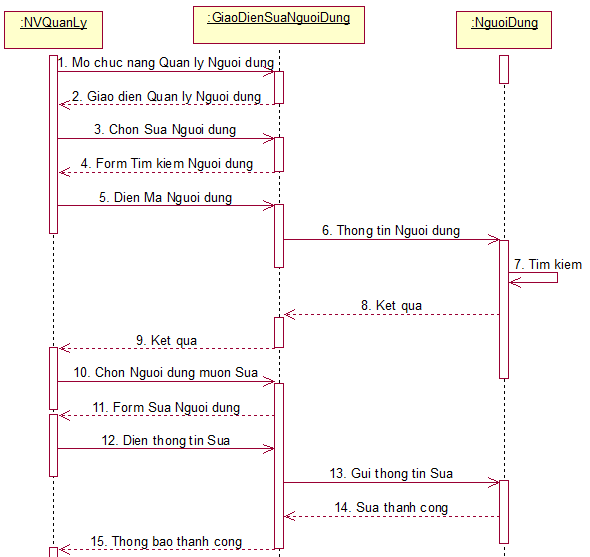 :NVQuanLy
:GiaoDienSuaNguoiDung
:NguoiDung
1. Mo chuc nang Quan ly Nguoi dung
2. Giao dien Quan ly Nguoi dung
3. Chon Sua Nguoi dung
4. Form Tim kiem Nguoi dung
5. Dien Ma Nguoi dung
6. Thong tin Nguoi dung
7. Tim kiem
8. Ket qua
9. Ket qua
10. Chon Nguoi dung muon Sua
11. Form Sua Nguoi dung
12. Dien thong tin Sua
13. Gui thong tin Sua
14. Sua thanh cong
15. Thong bao thanh cong